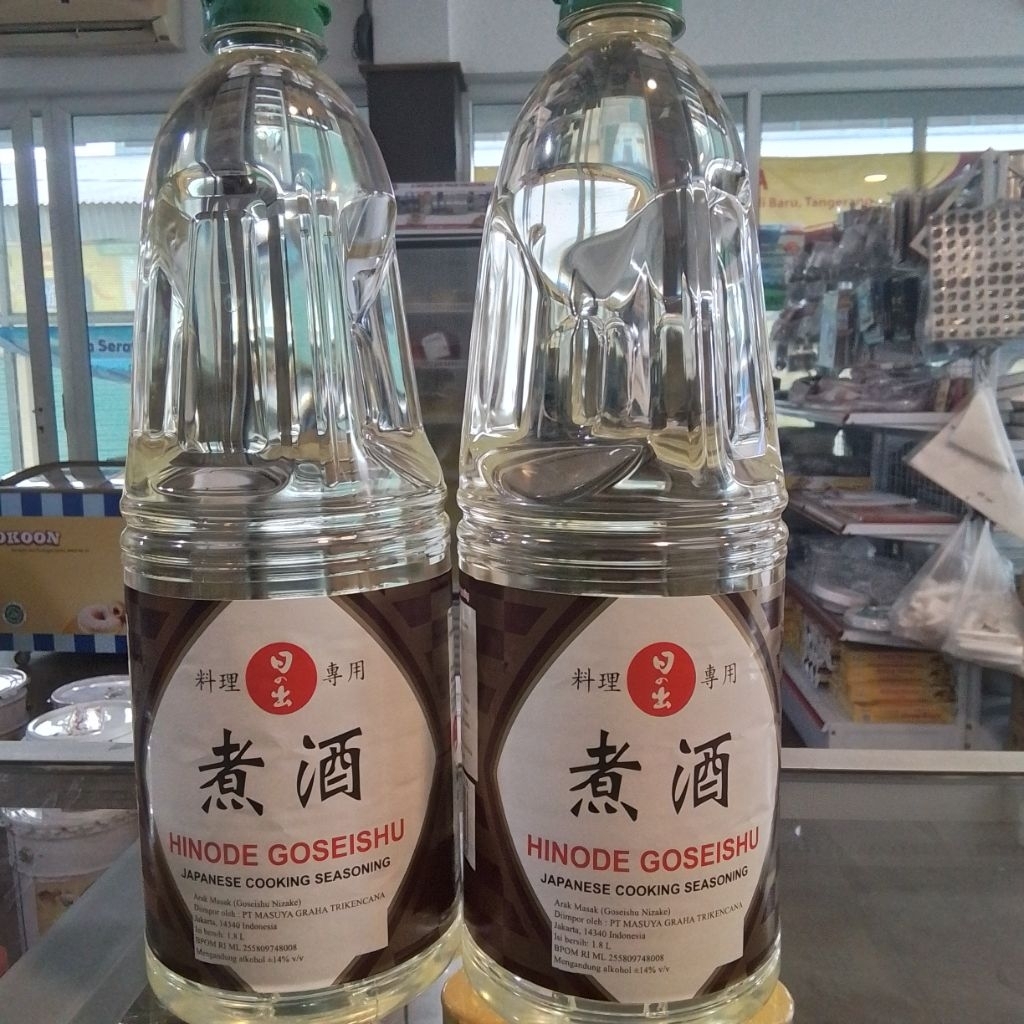 料理 日の出 専用
煮酒
HINODE GOSEISHU
JAPANESE COOKING SEASONING
Arak Masak (Goseishu Nizake)
Diimpor oleh : PT MASUYA GRAHA TRIKENCANA
Jakarta, 14340 Indonesia
Isi bersih: 1.8 L
BPOM RI ML 255809748008
Mengandung alkohol ±14% v/v
料理 日の出 専用
煮酒
HINODE GOSEISHU
JAPANESE COOKING SEASONING
Arak Masak (Goseishu Nizake)
Diimpor oleh : PT MASUYA GRAHA TRIKENCANA
Jakarta, 14340 Indonesia
Isi bersih: 1.8 L
BPOM RI ML 255809748008
Mengandung alkohol ±14% v/v
Baru, Tangerang
OKOON